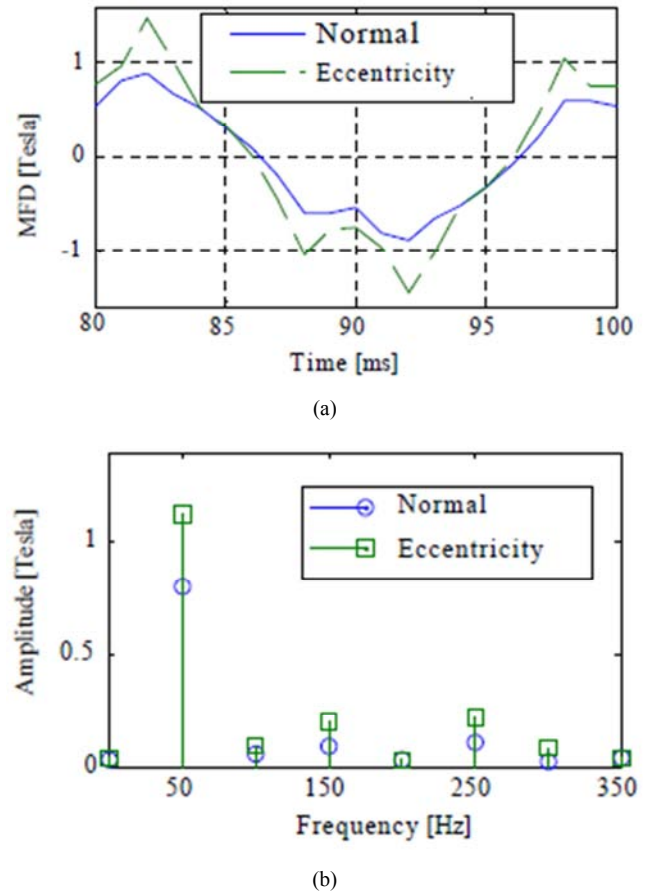 Normal
Eccentricity
MFD [Tesla]
1
0
-1
80 85 90 95 100
Time [ms]
(a)
Normal
Eccentricity
Amplitude [Tesla]
1
0.5
0
50 150 250 350
Frequency [Hz]
(b)